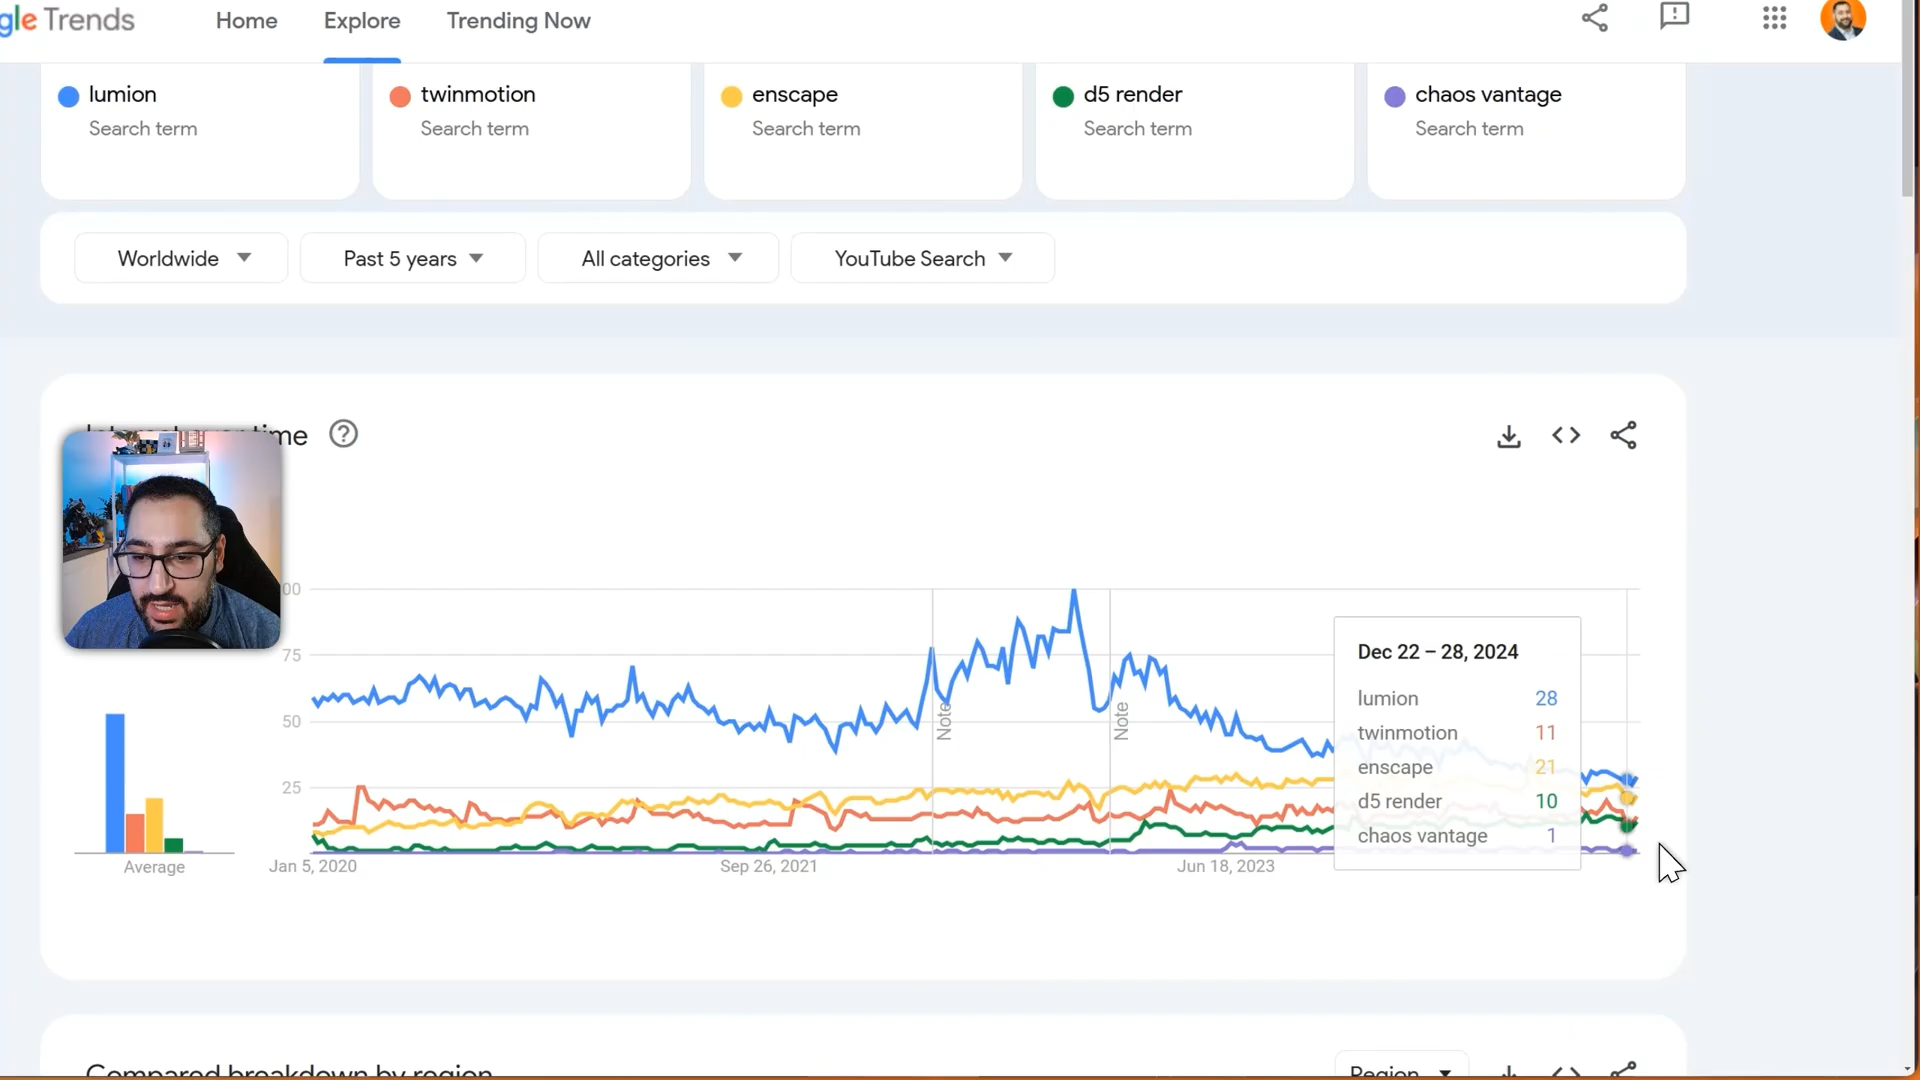 gle Trends Home Explore Trending Now
lumion
Search term
twinmotion
Search term
enscape
Search term
d5 render
Search term
chaos vantage
Search term
Worldwide Past 5 years All categories YouTube Search
me
00
75
50
25
Note
Note
Average
Jan 5, 2020 Sep 26, 2021 Jun 18, 2023
Dec 22 – 28, 2024
lumion 28
twinmotion 11
enscape 21
d5 render 10
chaos vantage 1
Compared breakdown by region
Region